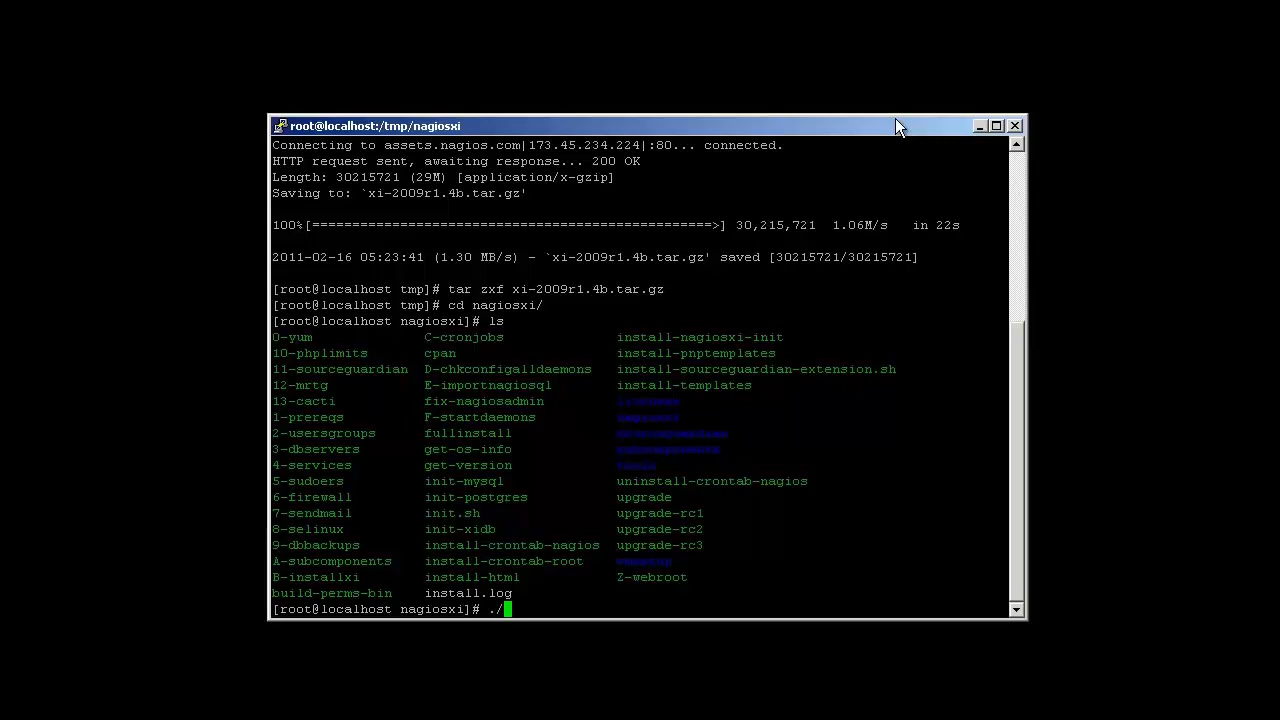 root@localhost:/tmp/nagiosxi
Connecting to assets.nagios.com|173.45.234.224|:80... connected.
HTTP request sent, awaiting response... 200 OK
Length: 30215721 (29M) [application/x-gzip]
Saving to: `xi-2009r1.4b.tar.gz'
100%[==================================================>] 30,215,721 1.06M/s in 22s
2011-02-16 05:23:41 (1.30 MB/s) - `xi-2009r1.4b.tar.gz' saved [30215721/30215721]
[root@localhost tmp]# tar zxf xi-2009r1.4b.tar.gz
[root@localhost tmp]# cd nagiosxi/
[root@localhost nagiosxi]# ls
0-yum C-cronjobs install-nagiosxi-init
10-phplimits cpan install-pnptemplates
11-sourceguardian D-chkconfigalldaemons install-sourceguardian-extension.sh
12-mrtg E-importnagiosql install-templates
13-cacti fix-nagiosadmin
1-prereqs F-startdaemons nagiosxi
2-usersgroups fullinstall
3-dbservers get-os-info
4-services get-version tools
5-sudoers init-mysql uninstall-crontab-nagios
6-firewall init-postgres upgrade
7-sendmail init.sh upgrade-rc1
8-selinux init-xidb upgrade-rc2
9-dbbackups install-crontab-nagios upgrade-rc3
A-subcomponents install-crontab-root
B-installxi install-html Z-webroot
build-perms-bin install.log
[root@localhost nagiosxi]# ./